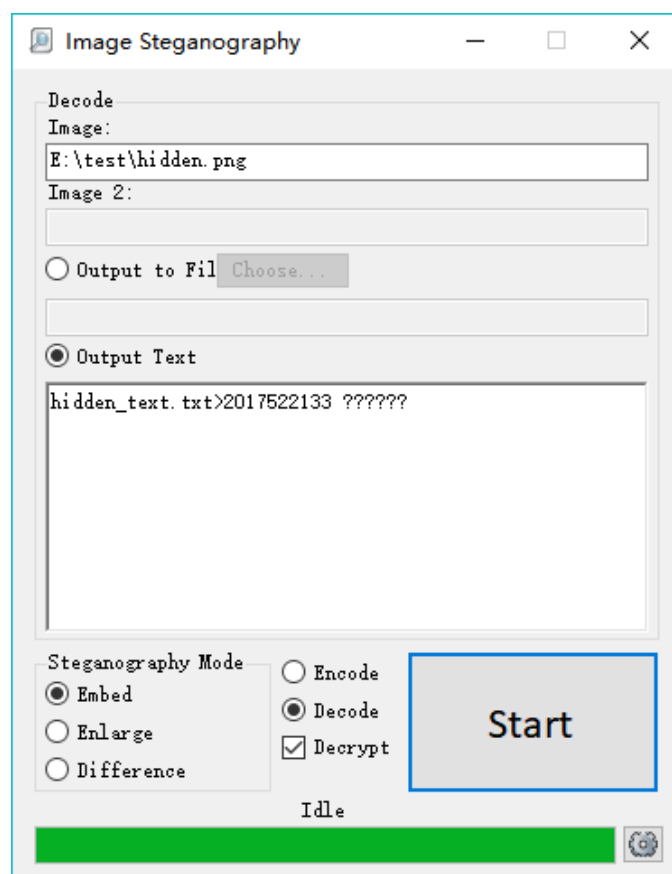 Image Steganography
Decode
Image:
E:\test\hidden.png
Image 2:
Output to Fil Choose...
Output Text
hidden_text.txt>2017522133 ??????
Steganography Mode
Embed
Enlarge
Difference
Encode
Decode
Decrypt
Start
Idle